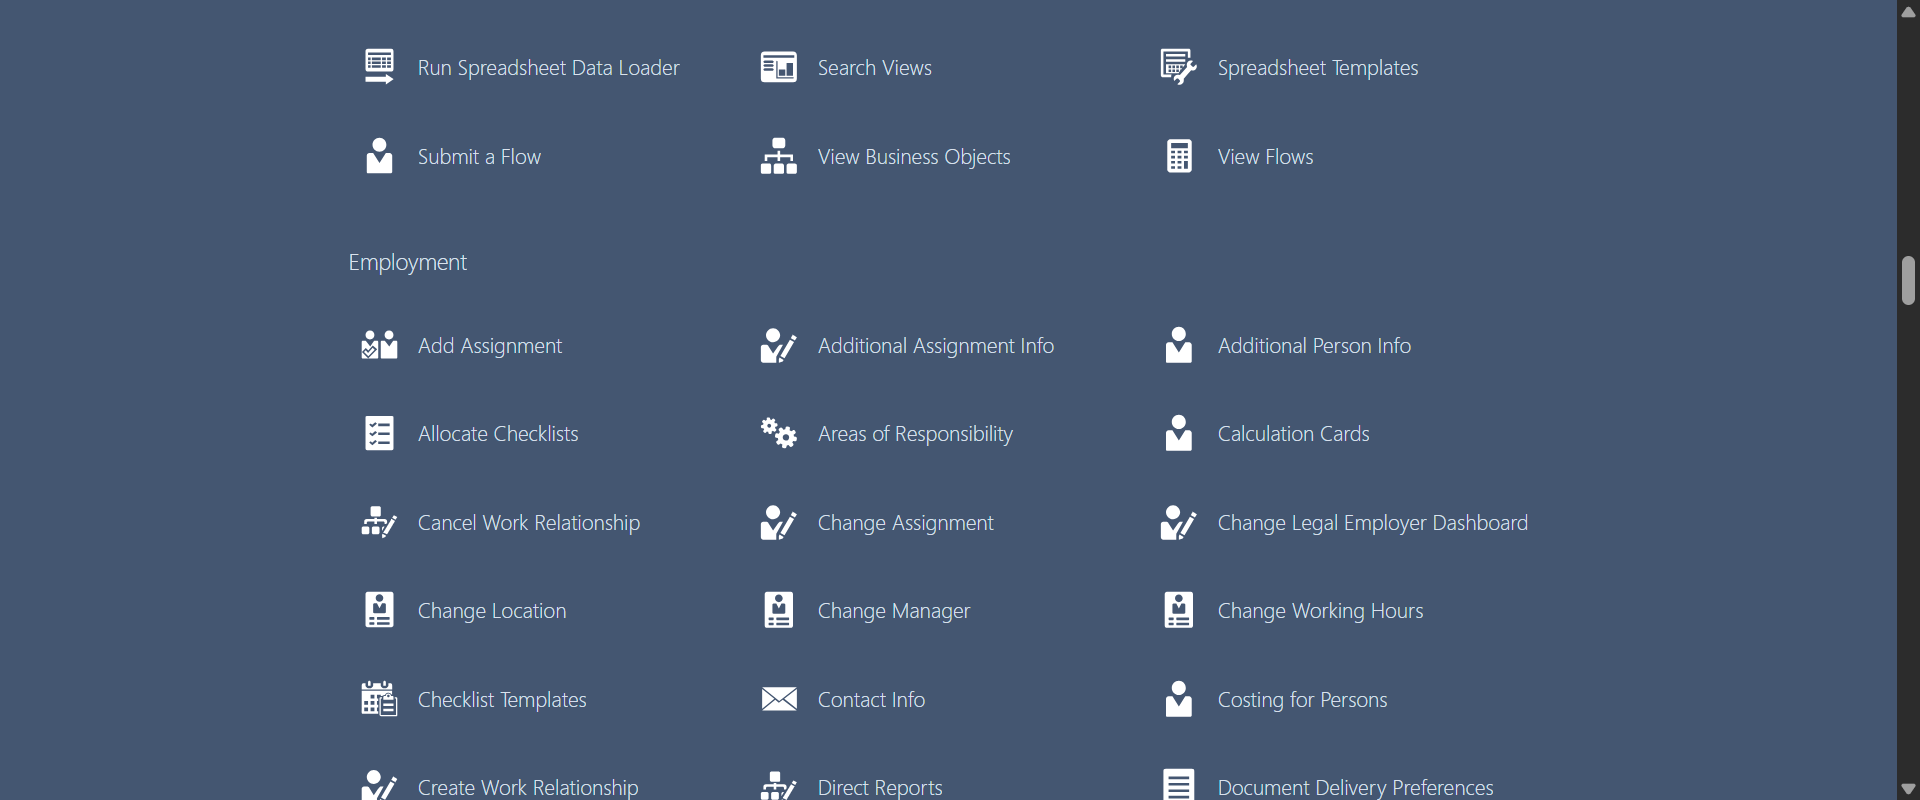 Run Spreadsheet Data Loader
Search Views
Spreadsheet Templates
Submit a Flow
View Business Objects
View Flows
Employment
Add Assignment
Additional Assignment Info
Additional Person Info
Allocate Checklists
Areas of Responsibility
Calculation Cards
Cancel Work Relationship
Change Assignment
Change Legal Employer Dashboard
Change Location
Change Manager
Change Working Hours
Checklist Templates
Contact Info
Costing for Persons
Create Work Relationship
Direct Reports
Document Delivery Preferences